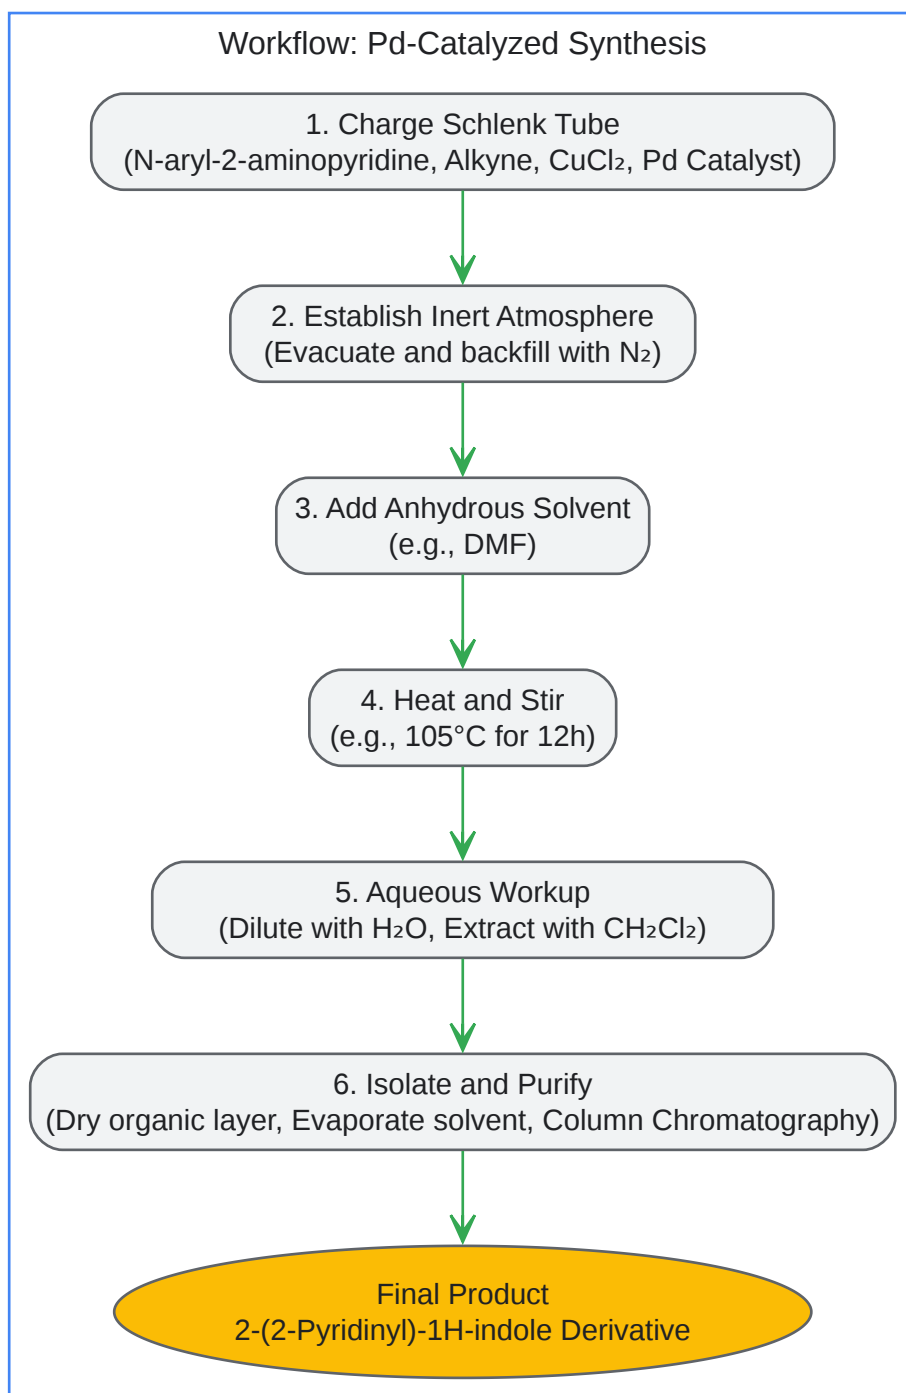 Workflow: Pd-Catalyzed Synthesis
1. Charge Schlenk Tube
(N-aryl-2-aminopyridine, Alkyne, CuCl₂, Pd Catalyst)
2. Establish Inert Atmosphere
(Evacuate and backfill with N₂)
3. Add Anhydrous Solvent
(e.g., DMF)
4. Heat and Stir
(e.g., 105°C for 12h)
5. Aqueous Workup
(Dilute with H₂O, Extract with CH₂Cl₂)
6. Isolate and Purify
(Dry organic layer, Evaporate solvent, Column Chromatography)
Final Product
2-(2-Pyridinyl)-1H-indole Derivative